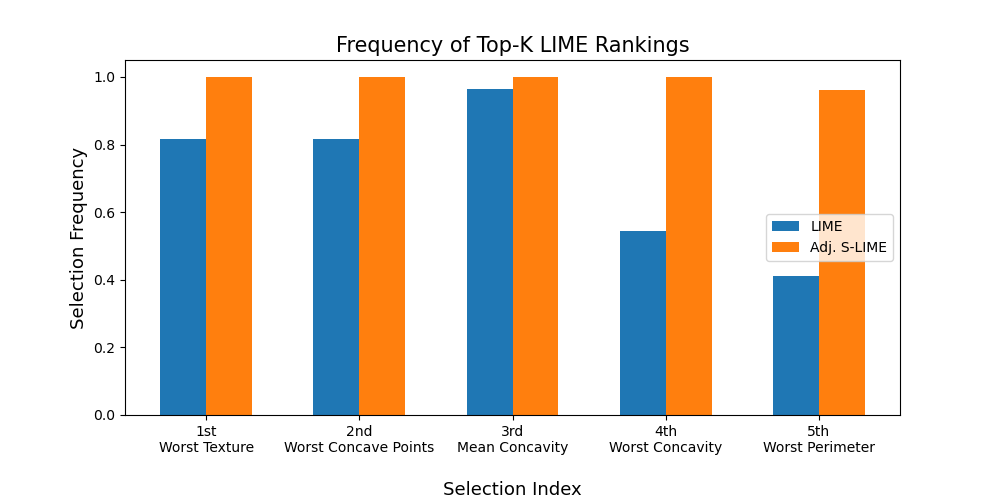 Frequency of Top-K LIME Rankings
Selection Frequency
1.0
0.8
0.6
0.4
0.2
0.0
LIME
Adj. S-LIME
1st
Worst Texture
2nd
Worst Concave Points
3rd
Mean Concavity
4th
Worst Concavity
5th
Worst Perimeter
Selection Index